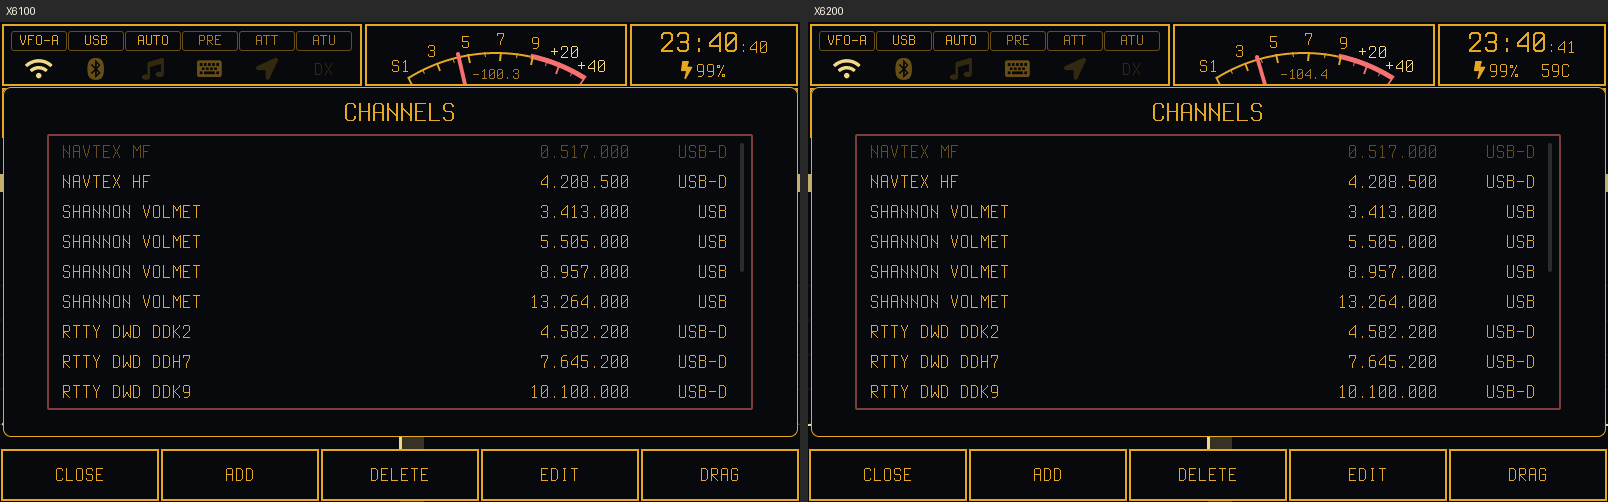 X6100
VFO-A USB AUTO PRE ATT ATU
DX
S1 3 5 7 9 +20 +40
-100.3
23:40:40
99%
CHANNELS
NAVTEX MF 0.517.000 USB-D
NAVTEX HF 4.208.500 USB-D
SHANNON VOLMET 3.413.000 USB
SHANNON VOLMET 5.505.000 USB
SHANNON VOLMET 8.957.000 USB
SHANNON VOLMET 13.264.000 USB
RTTY DWD DDK2 4.582.200 USB-D
RTTY DWD DDH7 7.645.200 USB-D
RTTY DWD DDK9 10.100.000 USB-D
CLOSE ADD DELETE EDIT DRAG
X6200
VFO-A USB AUTO PRE ATT ATU
DX
S1 3 5 7 9 +20 +40
-104.4
23:40:41
99% 59C
CHANNELS
NAVTEX MF 0.517.000 USB-D
NAVTEX HF 4.208.500 USB-D
SHANNON VOLMET 3.413.000 USB
SHANNON VOLMET 5.505.000 USB
SHANNON VOLMET 8.957.000 USB
SHANNON VOLMET 13.264.000 USB
RTTY DWD DDK2 4.582.200 USB-D
RTTY DWD DDH7 7.645.200 USB-D
RTTY DWD DDK9 10.100.000 USB-D
CLOSE ADD DELETE EDIT DRAG